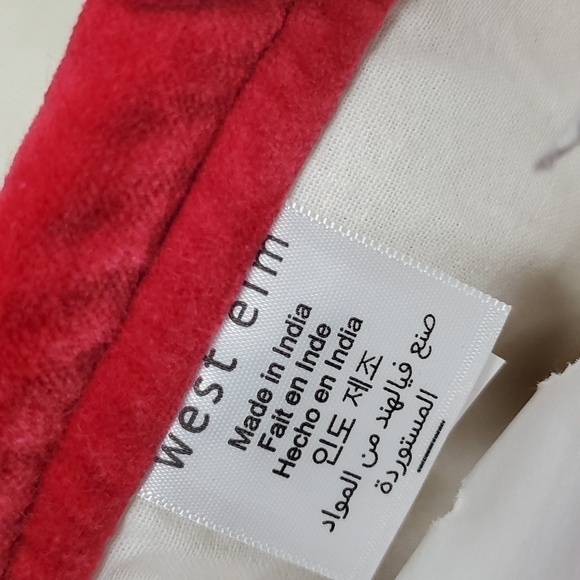 west elm
Made in India
Fait en Inde
Hecho en India
인도 제조
صنع فيالهند من المواد
المستوردة